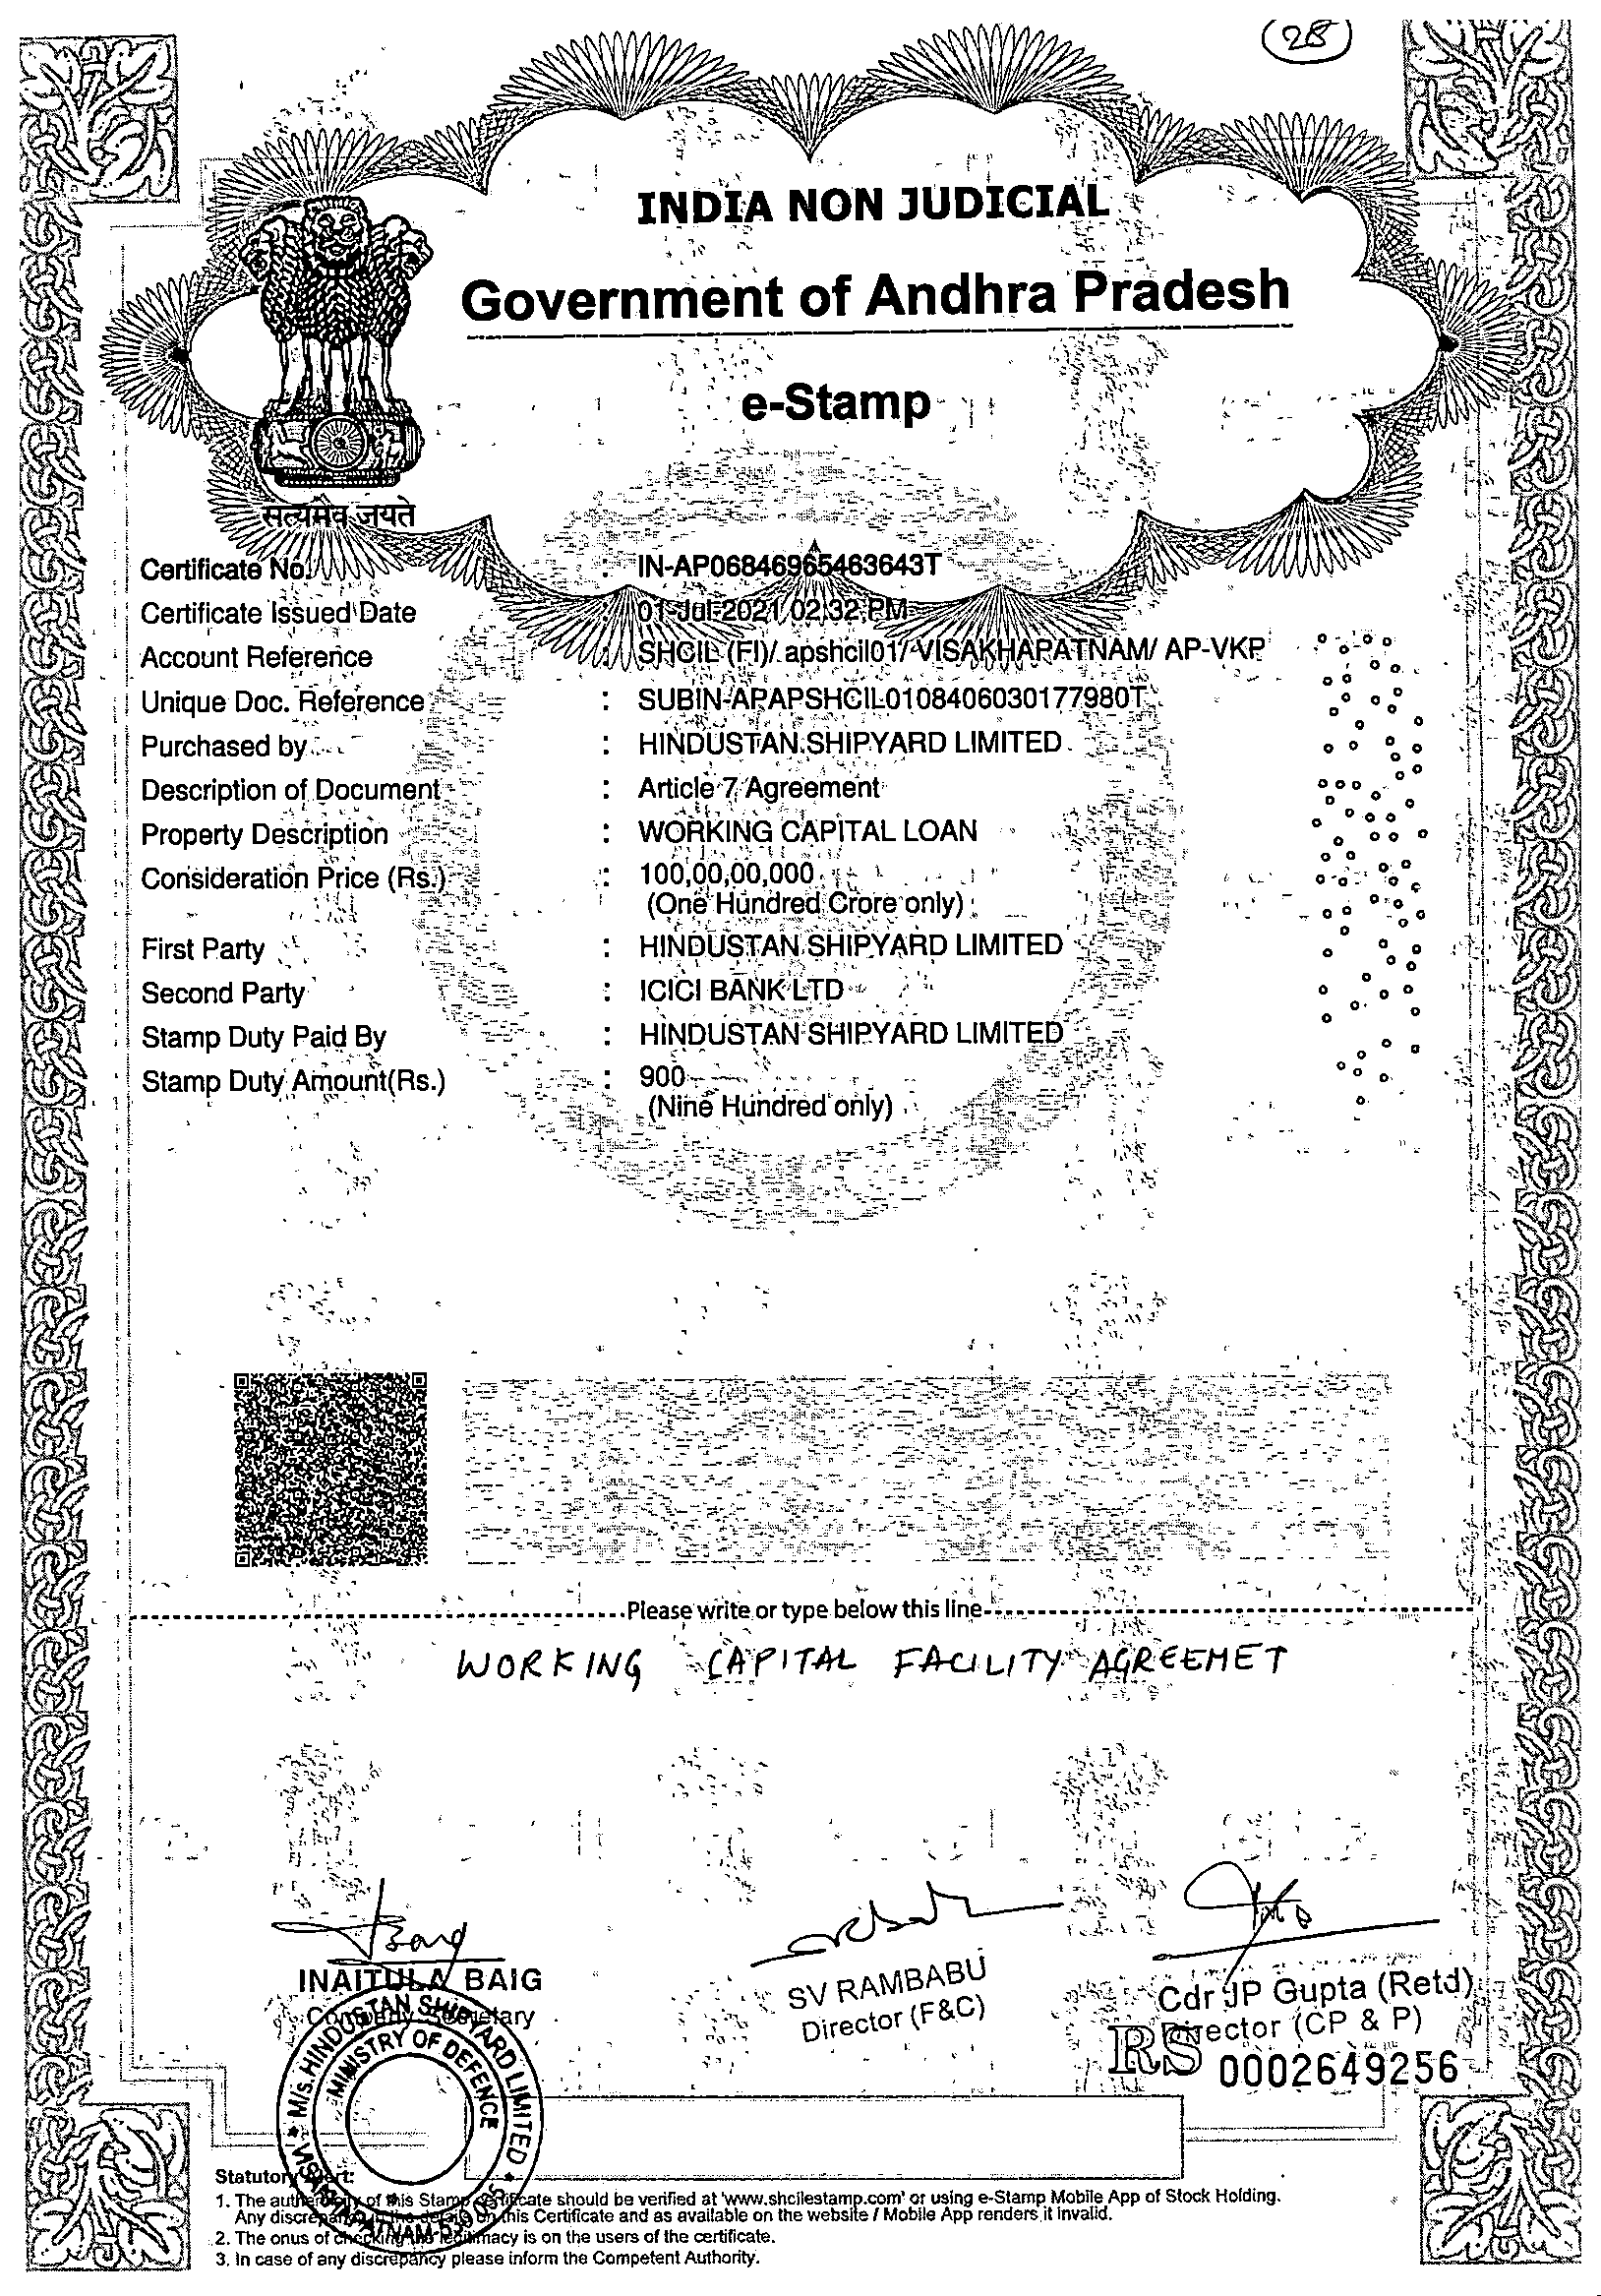 28
INDIA NON JUDICIAL
Government of Andhra Pradesh
e-Stamp
सत्यमेव जयते
Certificate No. : IN-AP06846965463643T
Certificate Issued Date : 01-Jul-2021 02:32 PM
Account Reference : SHCIL (FI)/ apshcil01/ VISAKHAPATNAM/ AP-VKP
Unique Doc. Reference : SUBIN-APAPSHCIL0108406030177980T
Purchased by : HINDUSTAN SHIPYARD LIMITED
Description of Document : Article 7 Agreement
Property Description : WORKING CAPITAL LOAN
Consideration Price (Rs.) : 100,00,00,000
(One Hundred Crore only)
First Party : HINDUSTAN SHIPYARD LIMITED
Second Party : ICICI BANK LTD
Stamp Duty Paid By : HINDUSTAN SHIPYARD LIMITED
Stamp Duty Amount(Rs.) : 900
(Nine Hundred only)
Please write or type below this line
WORKING CAPITAL FACILITY AGREEMET
INAITULA BAIG
Company Secretary
SV RAMBABU
Director (F&C)
Cdr JP Gupta (Retd)
Director (CP & P)
RS 0002649256
M/s. HINDUSTAN SHIPYARD LIMITED
MINISTRY OF DEFENCE
Statutory Alert:
1. The authenticity of this Stamp certificate should be verified at 'www.shcilestamp.com' or using e-Stamp Mobile App of Stock Holding.
Any discrepancy in the details on this Certificate and as available on the website / Mobile App renders it invalid.
2. The onus of checking the legitimacy is on the users of the certificate.
3. In case of any discrepancy please inform the Competent Authority.